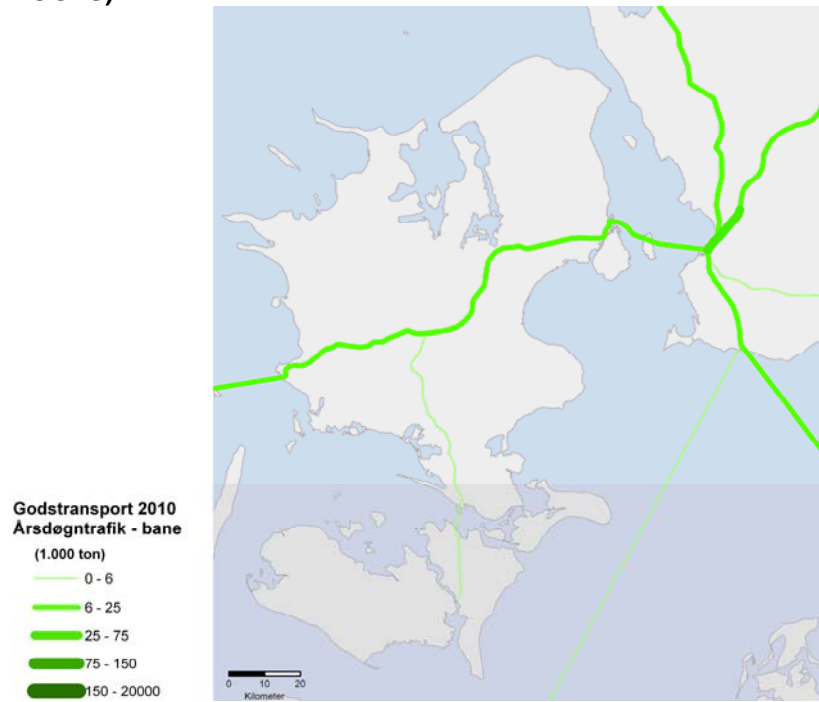 Godstransport 2010
Årsdøgntrafik - bane
(1.000 ton)
0 - 6
6 - 25
25 - 75
75 - 150
150 - 20000
0 10 20
Kilometer